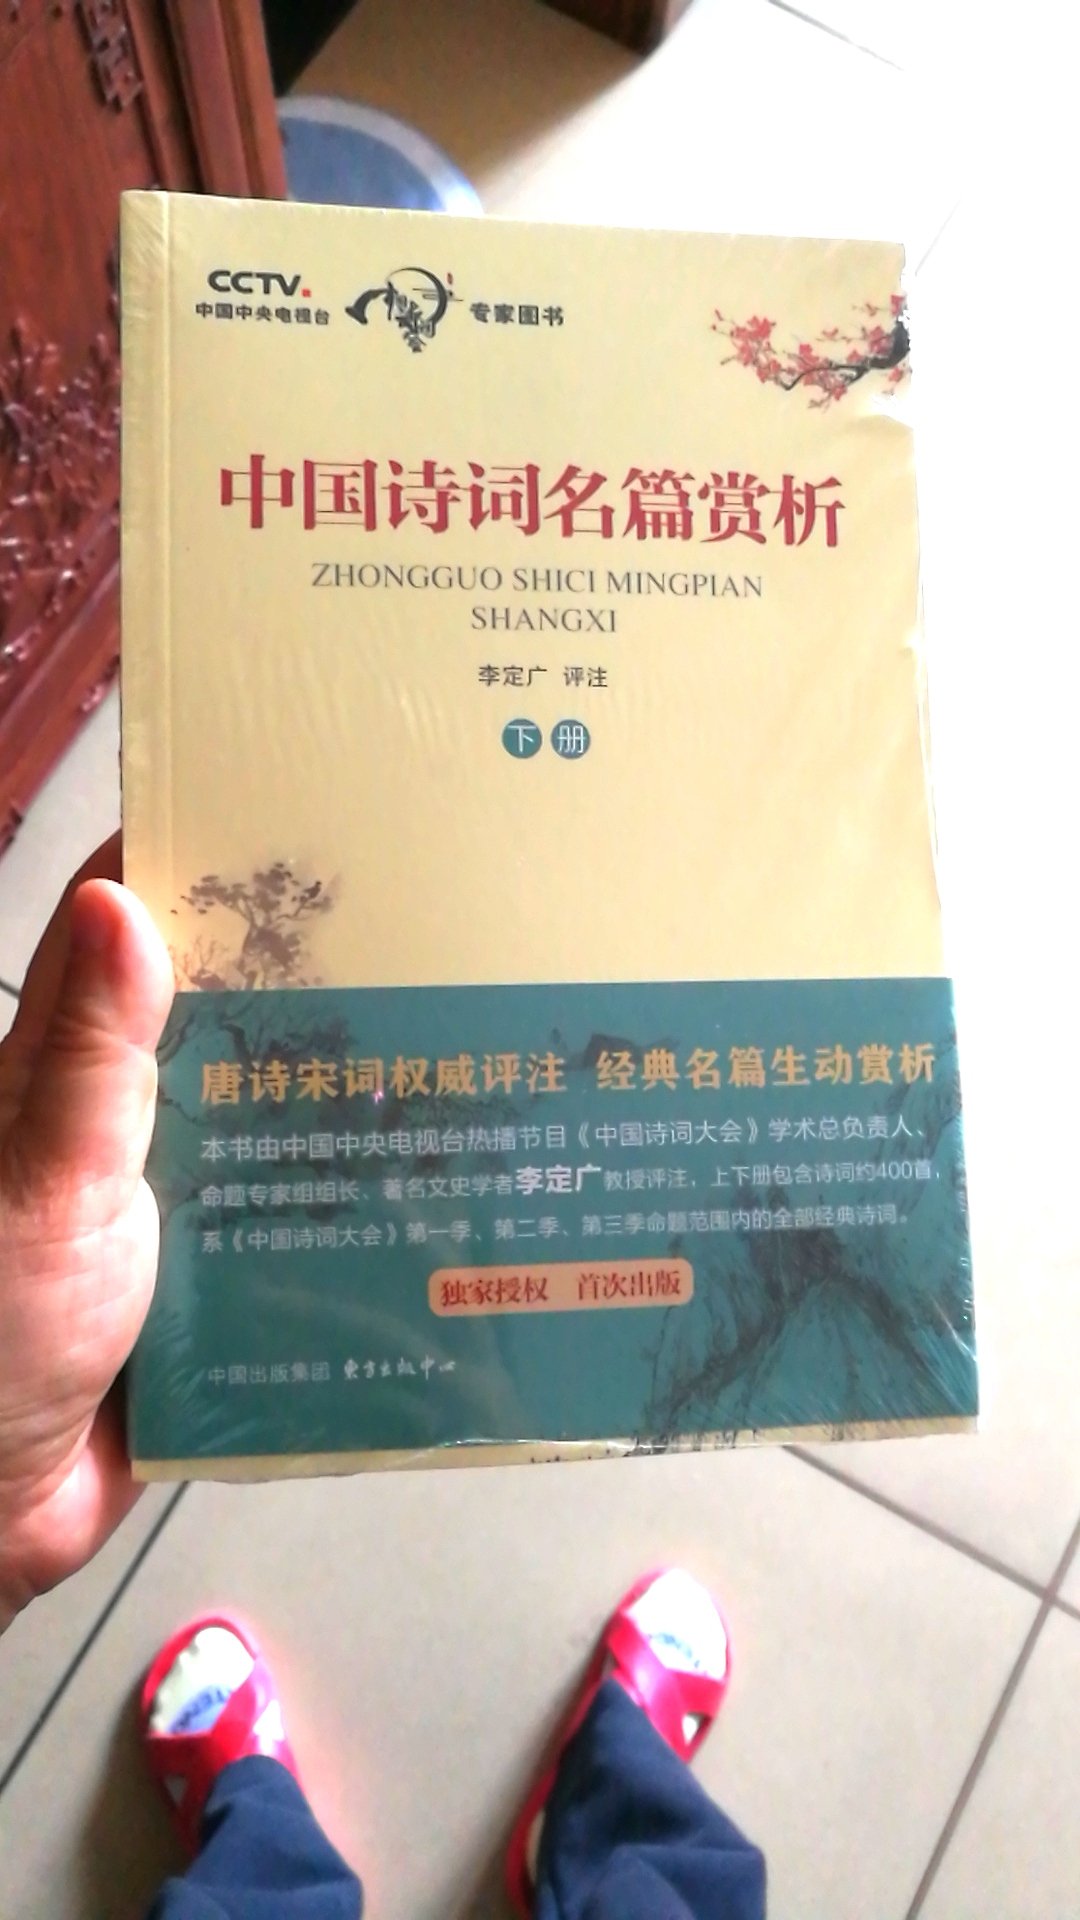 CCTV.
中国中央电视台
中国诗词大会
专家图书
中国诗词名篇赏析
ZHONGGUO SHICI MINGPIAN
SHANGXI
李定广 评注
下册
唐诗宋词权威评注 经典名篇生动赏析
本书由中国中央电视台热播节目《中国诗词大会》学术总负责人、
命题专家组组长、著名文史学者李定广教授评注，上下册包含诗词约400首，
系《中国诗词大会》第一季、第二季、第三季命题范围内的全部经典诗词。
独家授权 首次出版
中国出版集团 东方出版中心